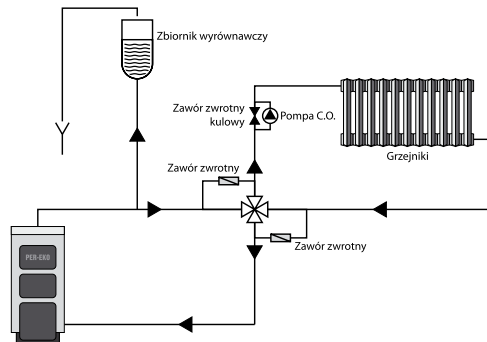 Zbiornik wyrównawczy
Zawór zwrotny
kulowy
Pompa C.O.
Grzejniki
Zawór zwrotny
Zawór zwrotny
PER-EKO